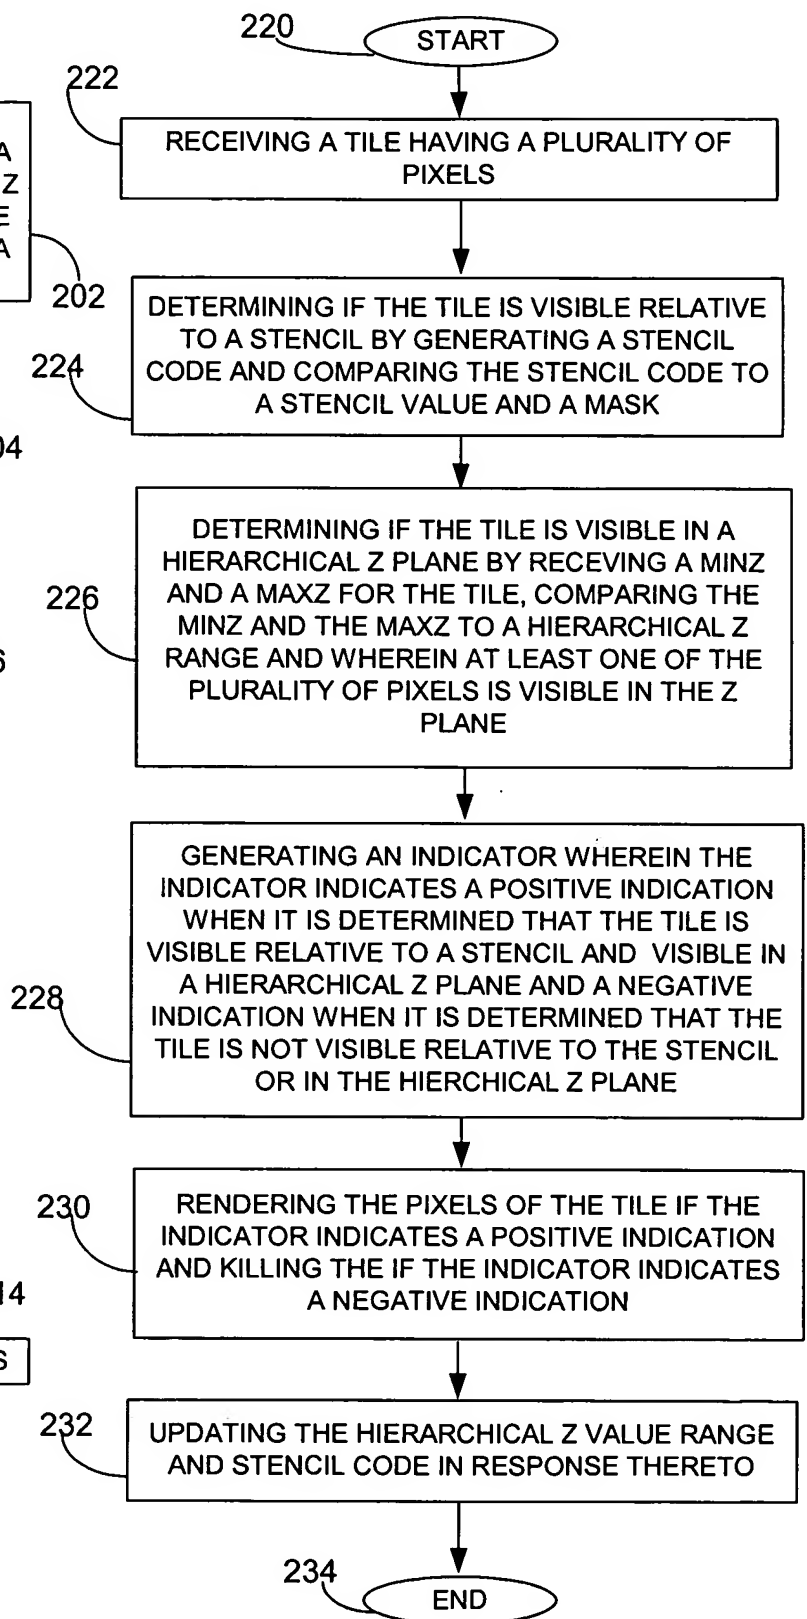 220
START
222
RECEIVING A TILE HAVING A PLURALITY OF
PIXELS
A
Z
E
A
202
224
DETERMINING IF THE TILE IS VISIBLE RELATIVE
TO A STENCIL BY GENERATING A STENCIL
CODE AND COMPARING THE STENCIL CODE TO
A STENCIL VALUE AND A MASK
04
226
DETERMINING IF THE TILE IS VISIBLE IN A
HIERARCHICAL Z PLANE BY RECEVING A MINZ
AND A MAXZ FOR THE TILE, COMPARING THE
MINZ AND THE MAXZ TO A HIERARCHICAL Z
RANGE AND WHEREIN AT LEAST ONE OF THE
PLURALITY OF PIXELS IS VISIBLE IN THE Z
PLANE
6
228
GENERATING AN INDICATOR WHEREIN THE
INDICATOR INDICATES A POSITIVE INDICATION
WHEN IT IS DETERMINED THAT THE TILE IS
VISIBLE RELATIVE TO A STENCIL AND VISIBLE IN
A HIERARCHICAL Z PLANE AND A NEGATIVE
INDICATION WHEN IT IS DETERMINED THAT THE
TILE IS NOT VISIBLE RELATIVE TO THE STENCIL
OR IN THE HIERCHICAL Z PLANE
230
RENDERING THE PIXELS OF THE TILE IF THE
INDICATOR INDICATES A POSITIVE INDICATION
AND KILLING THE IF THE INDICATOR INDICATES
A NEGATIVE INDICATION
14
S
232
UPDATING THE HIERARCHICAL Z VALUE RANGE
AND STENCIL CODE IN RESPONSE THERETO
234
END